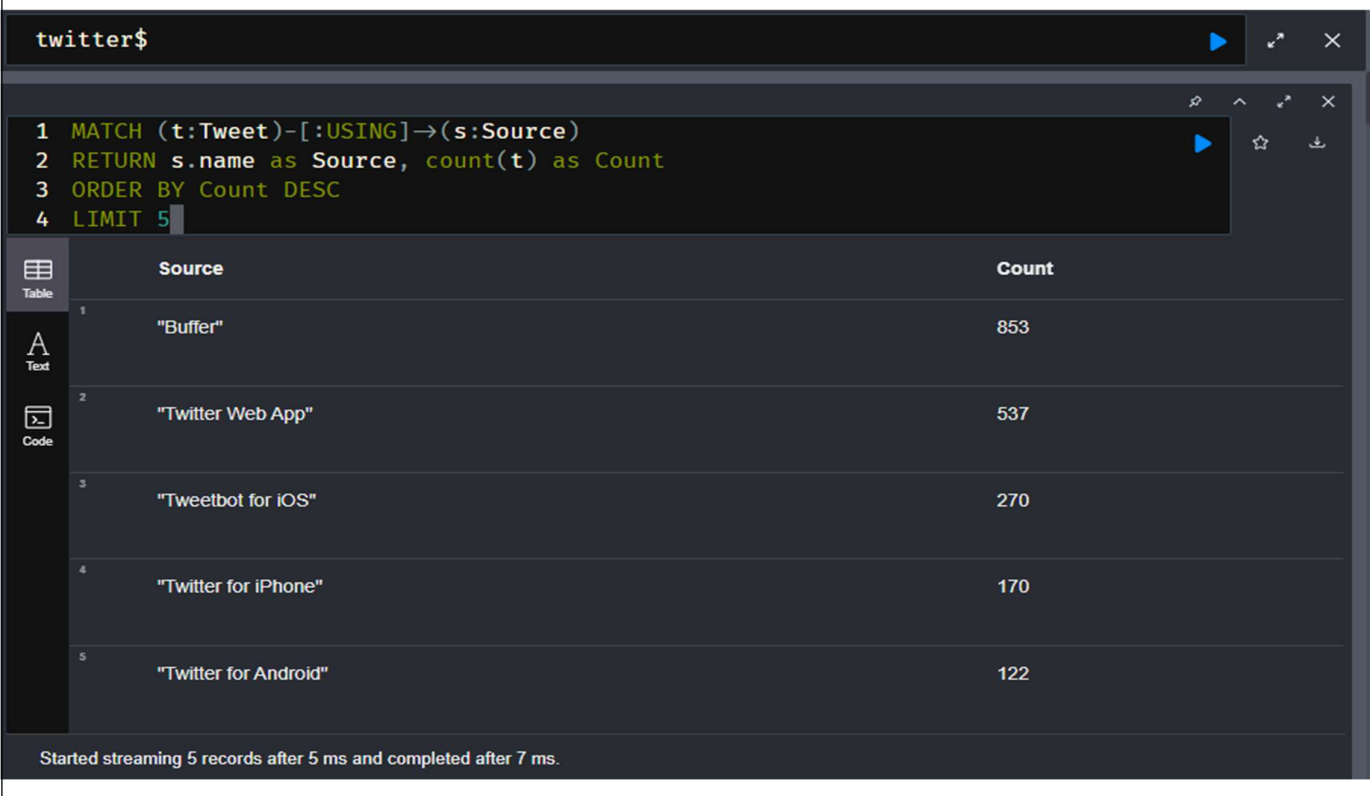 twitter$
1 MATCH (t:Tweet)-[:USING]→(s:Source)
2 RETURN s.name as Source, count(t) as Count
3 ORDER BY Count DESC
4 LIMIT 5
Table
Text
Code
Source Count
1 "Buffer" 853
2 "Twitter Web App" 537
3 "Tweetbot for iOS" 270
4 "Twitter for iPhone" 170
5 "Twitter for Android" 122
Started streaming 5 records after 5 ms and completed after 7 ms.